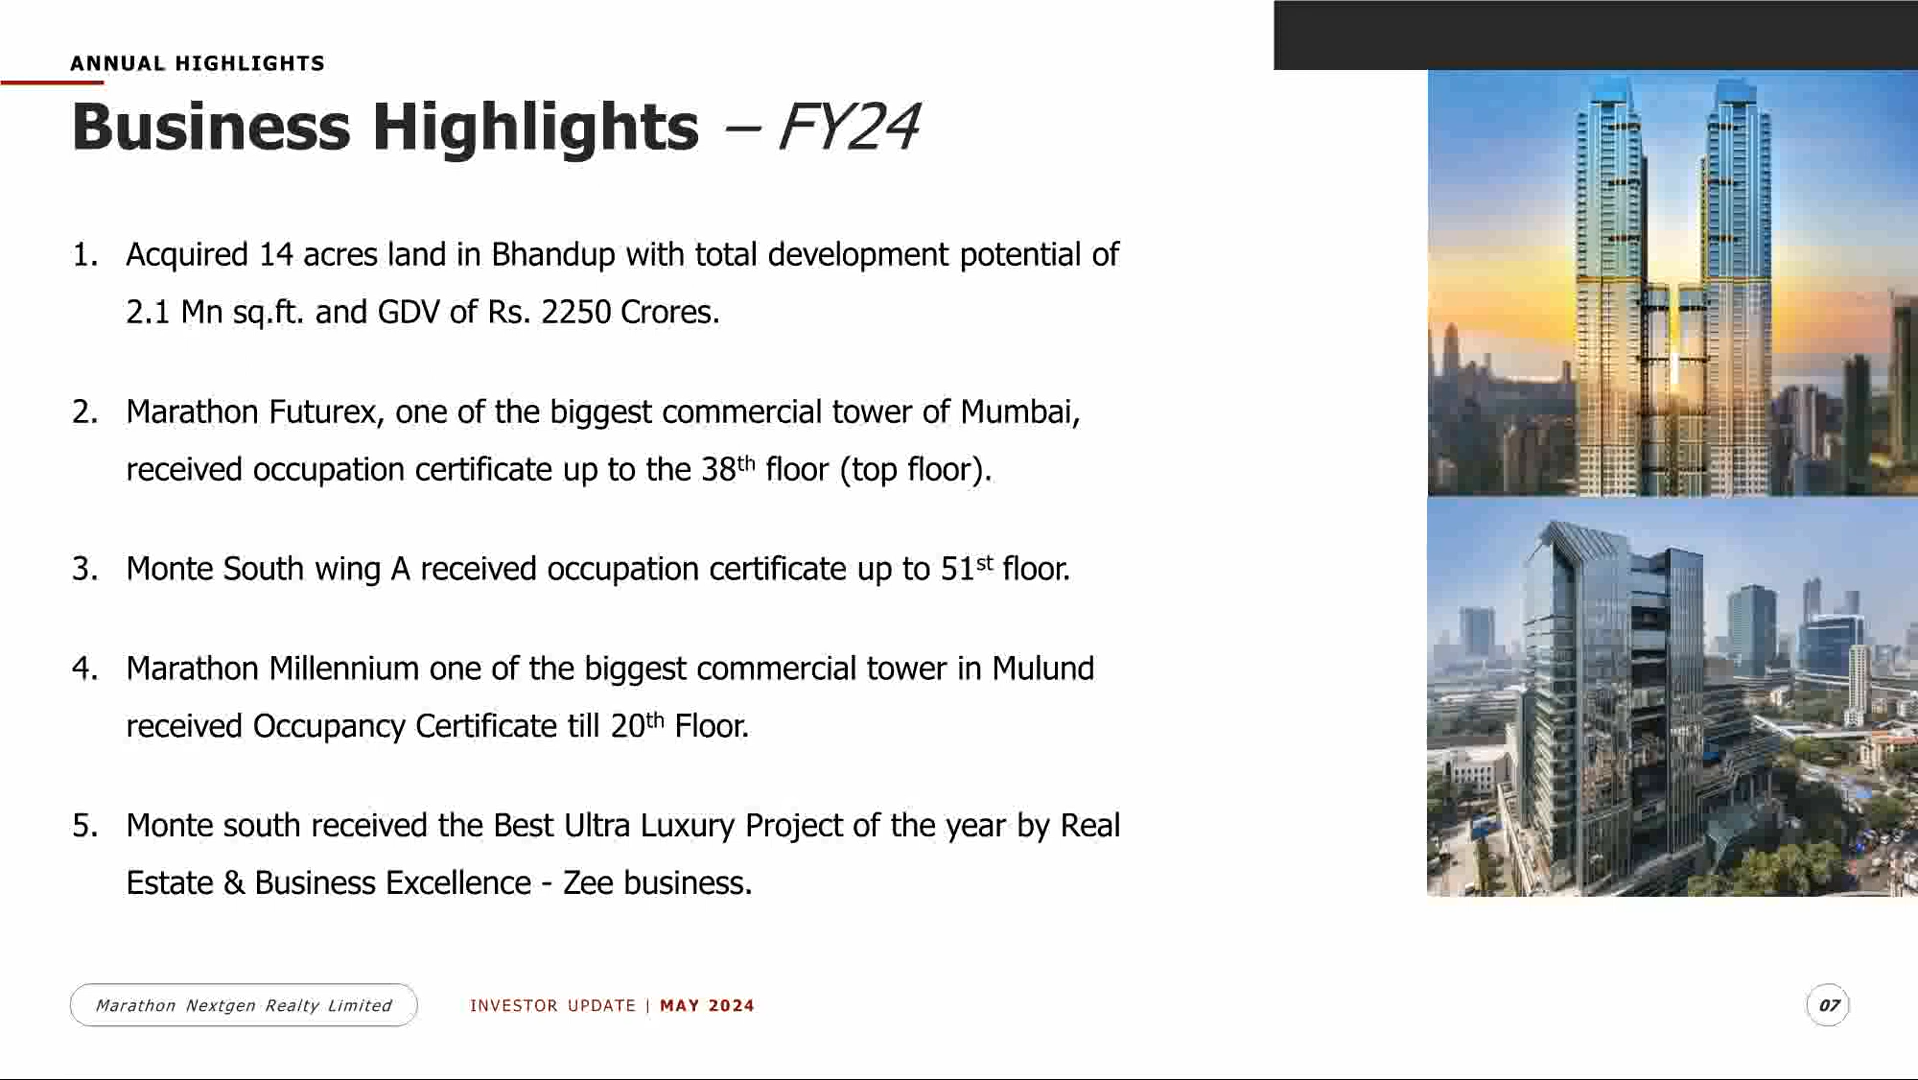 ANNUAL HIGHLIGHTS
Business Highlights – FY24
1. Acquired 14 acres land in Bhandup with total development potential of
2.1 Mn sq.ft. and GDV of Rs. 2250 Crores.
2. Marathon Futurex, one of the biggest commercial tower of Mumbai,
received occupation certificate up to the 38th floor (top floor).
3. Monte South wing A received occupation certificate up to 51st floor.
4. Marathon Millennium one of the biggest commercial tower in Mulund
received Occupancy Certificate till 20th Floor.
5. Monte south received the Best Ultra Luxury Project of the year by Real
Estate & Business Excellence - Zee business.
Marathon Nextgen Realty Limited
INVESTOR UPDATE | MAY 2024
07